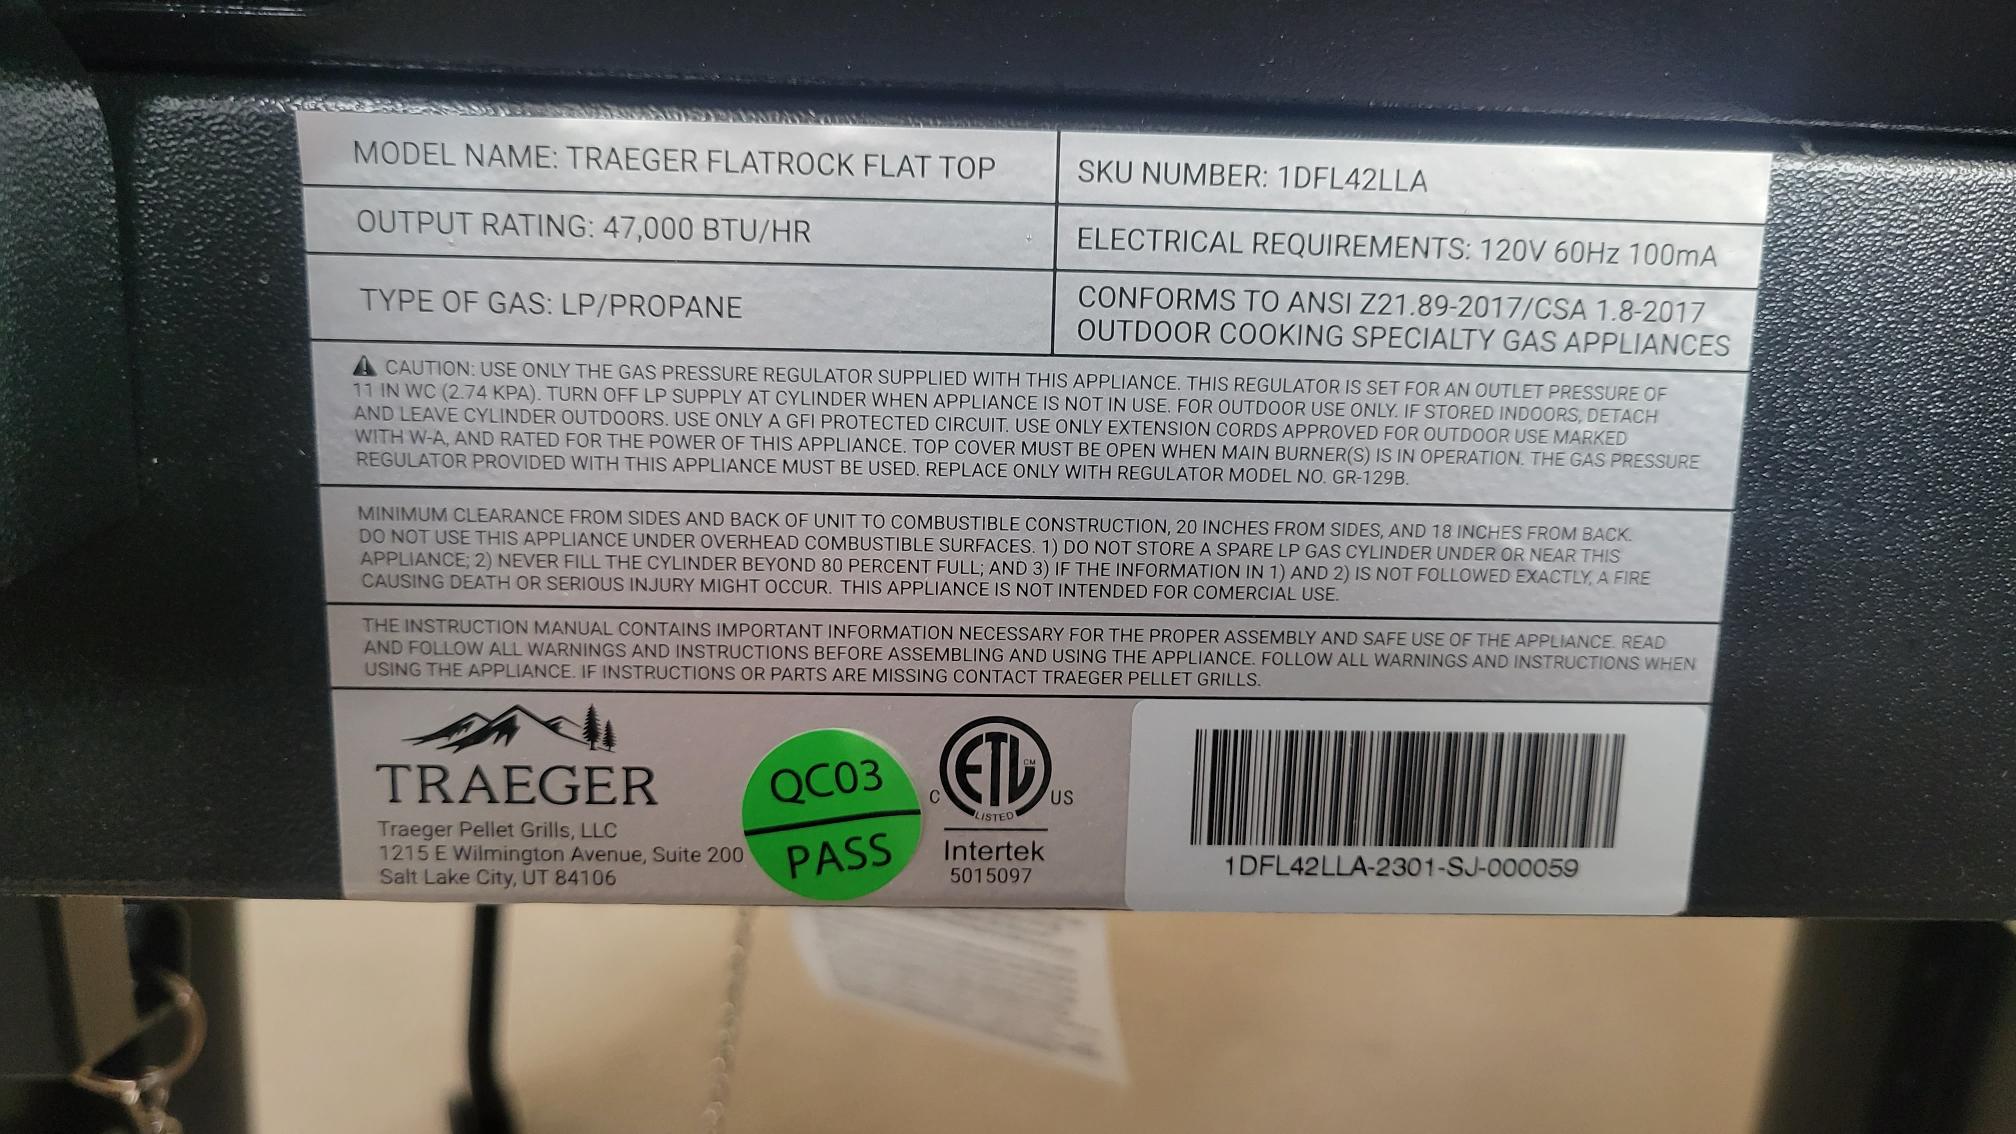 MODEL NAME: TRAEGER FLATROCK FLAT TOP
SKU NUMBER: 1DFL42LLA
OUTPUT RATING: 47,000 BTU/HR
ELECTRICAL REQUIREMENTS: 120V 60Hz 100mA
TYPE OF GAS: LP/PROPANE
CONFORMS TO ANSI Z21.89-2017/CSA 1.8-2017
OUTDOOR COOKING SPECIALTY GAS APPLIANCES
CAUTION: USE ONLY THE GAS PRESSURE REGULATOR SUPPLIED WITH THIS APPLIANCE. THIS REGULATOR IS SET FOR AN OUTLET PRESSURE OF
11 IN WC (2.74 KPA). TURN OFF LP SUPPLY AT CYLINDER WHEN APPLIANCE IS NOT IN USE. FOR OUTDOOR USE ONLY. IF STORED INDOORS, DETACH
AND LEAVE CYLINDER OUTDOORS. USE ONLY A GFI PROTECTED CIRCUIT. USE ONLY EXTENSION CORDS APPROVED FOR OUTDOOR USE MARKED
WITH W-A, AND RATED FOR THE POWER OF THIS APPLIANCE. TOP COVER MUST BE OPEN WHEN MAIN BURNER(S) IS IN OPERATION. THE GAS PRESSURE
REGULATOR PROVIDED WITH THIS APPLIANCE MUST BE USED. REPLACE ONLY WITH REGULATOR MODEL NO. GR-129B.
MINIMUM CLEARANCE FROM SIDES AND BACK OF UNIT TO COMBUSTIBLE CONSTRUCTION, 20 INCHES FROM SIDES, AND 18 INCHES FROM BACK.
DO NOT USE THIS APPLIANCE UNDER OVERHEAD COMBUSTIBLE SURFACES. 1) DO NOT STORE A SPARE LP GAS CYLINDER UNDER OR NEAR THIS
APPLIANCE; 2) NEVER FILL THE CYLINDER BEYOND 80 PERCENT FULL; AND 3) IF THE INFORMATION IN 1) AND 2) IS NOT FOLLOWED EXACTLY, A FIRE
CAUSING DEATH OR SERIOUS INJURY MIGHT OCCUR. THIS APPLIANCE IS NOT INTENDED FOR COMERCIAL USE.
THE INSTRUCTION MANUAL CONTAINS IMPORTANT INFORMATION NECESSARY FOR THE PROPER ASSEMBLY AND SAFE USE OF THE APPLIANCE. READ
AND FOLLOW ALL WARNINGS AND INSTRUCTIONS BEFORE ASSEMBLING AND USING THE APPLIANCE. FOLLOW ALL WARNINGS AND INSTRUCTIONS WHEN
USING THE APPLIANCE. IF INSTRUCTIONS OR PARTS ARE MISSING CONTACT TRAEGER PELLET GRILLS.
TRAEGER
Traeger Pellet Grills, LLC
1215 E Wilmington Avenue, Suite 200
Salt Lake City, UT 84106
QC03
PASS
ETL CM
C US
LISTED
Intertek
5015097
1DFL42LLA-2301-SJ-000059